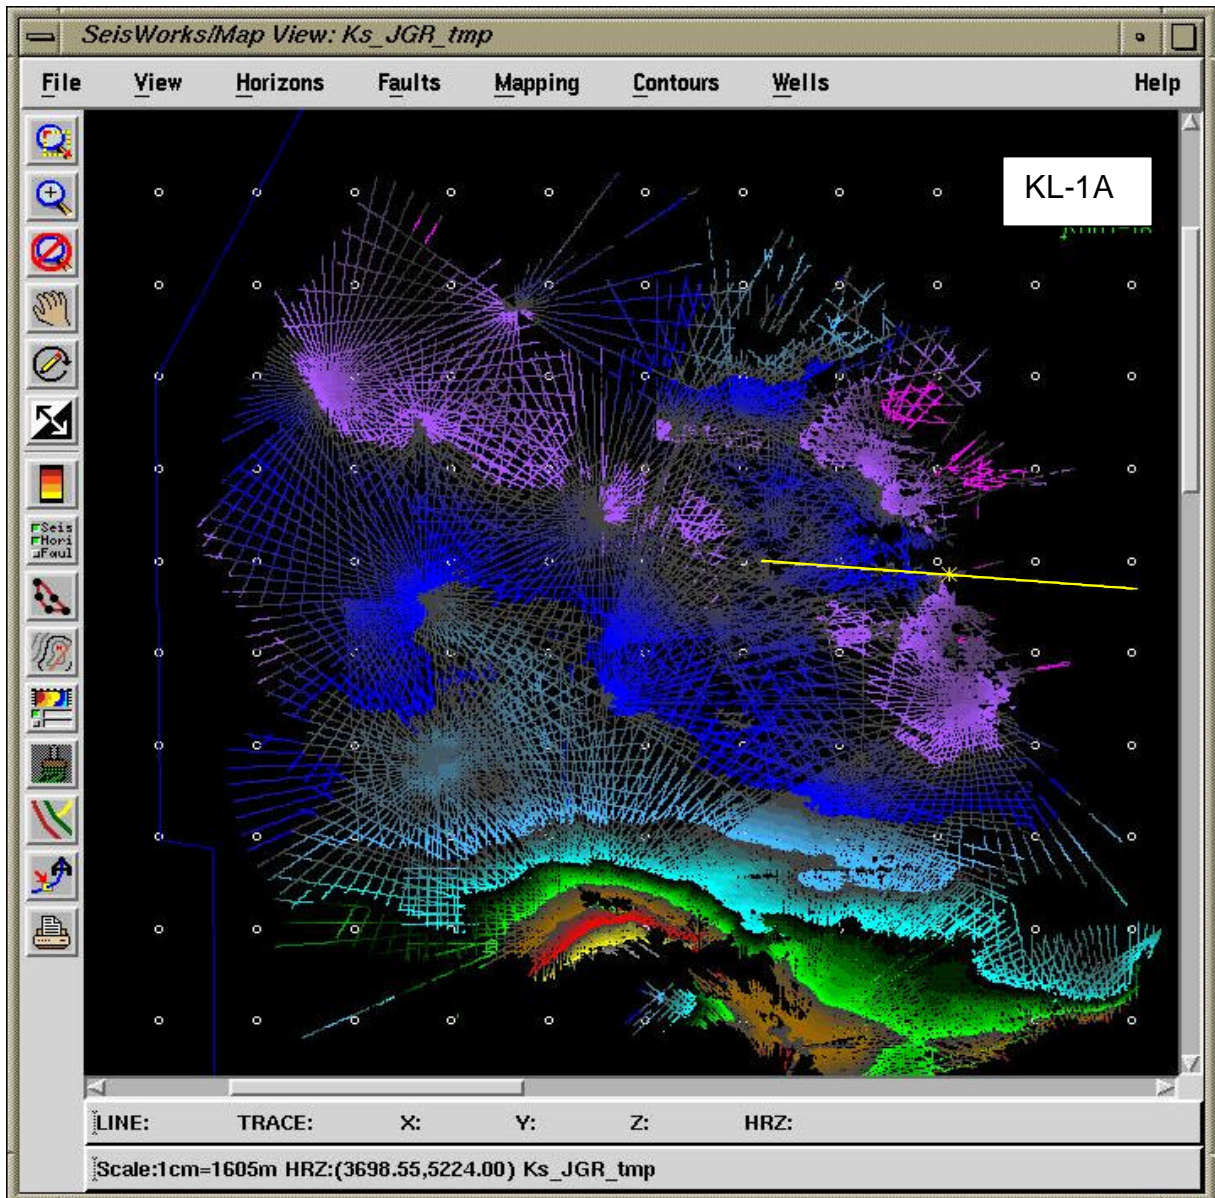 SeisWorks/Map View: Ks_JGR_tmp
File View Horizons Faults Mapping Contours Wells Help
KL-1A
Seis
Hori
Faul
LINE: TRACE: X: Y: Z: HRZ:
Scale:1cm=1605m HRZ:(3698.55,5224.00) Ks_JGR_tmp